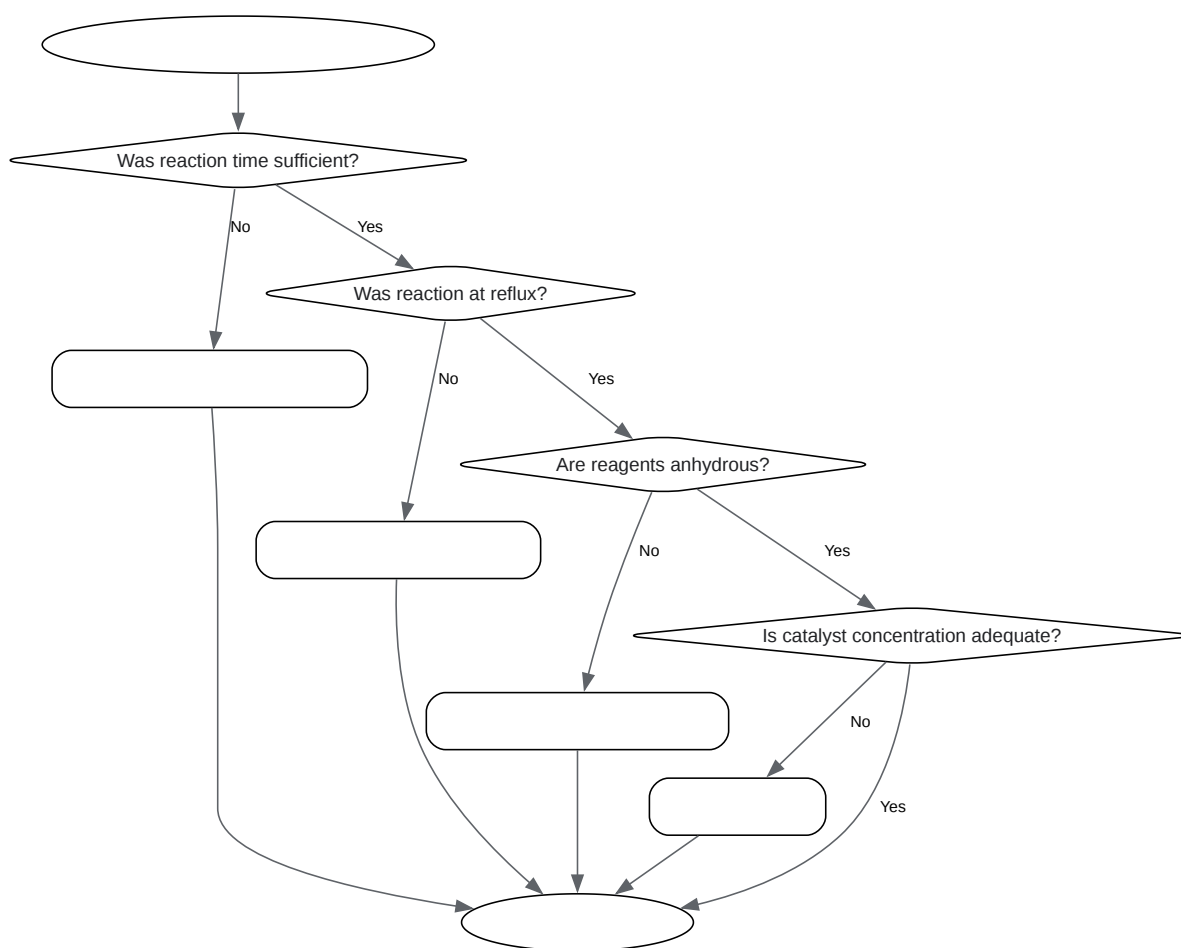 Was reaction time sufficient?
No
Yes
Was reaction at reflux?
No
Yes
Are reagents anhydrous?
No
Yes
Is catalyst concentration adequate?
No
Yes